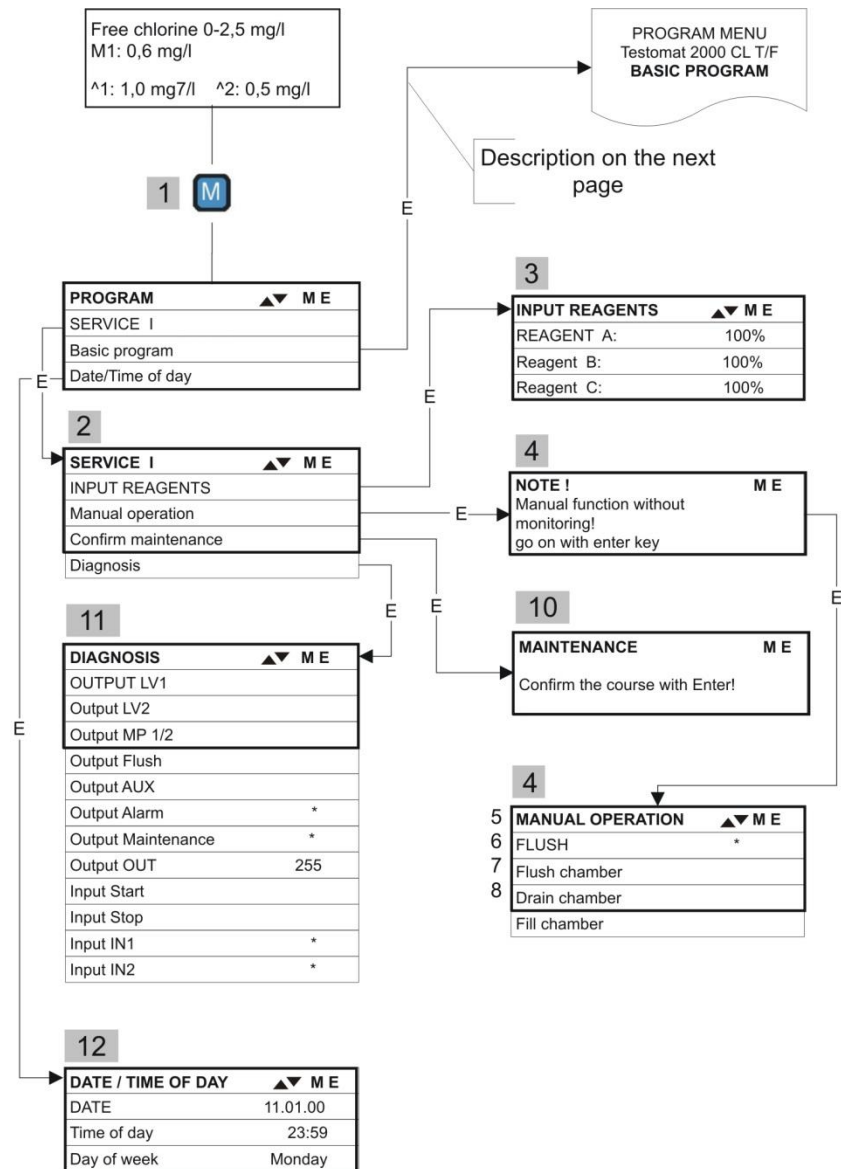 Free chlorine 0-2,5 mg/l
M1: 0,6 mg/l
^1: 1,0 mg7/l ^2: 0,5 mg/l
PROGRAM MENU
Testomat 2000 CL T/F
BASIC PROGRAM
Description on the next
page
1 M
E
PROGRAM ▲▼ M E
SERVICE I
Basic program
Date/Time of day
E
3
INPUT REAGENTS ▲▼ M E
REAGENT A: 100%
Reagent B: 100%
Reagent C: 100%
E
2
SERVICE I ▲▼ M E
INPUT REAGENTS
Manual operation
Confirm maintenance
Diagnosis
E
4
NOTE ! M E
Manual function without
monitoring!
go on with enter key
E
E
E
10
MAINTENANCE M E
Confirm the course with Enter!
11
DIAGNOSIS ▲▼ M E
OUTPUT LV1
Output LV2
Output MP 1/2
Output Flush
Output AUX
Output Alarm *
Output Maintenance *
Output OUT 255
Input Start
Input Stop
Input IN1 *
Input IN2 *
E
4
5 MANUAL OPERATION ▲▼ M E
6 FLUSH *
7 Flush chamber
8 Drain chamber
Fill chamber
12
DATE / TIME OF DAY ▲▼ M E
DATE 11.01.00
Time of day 23:59
Day of week Monday